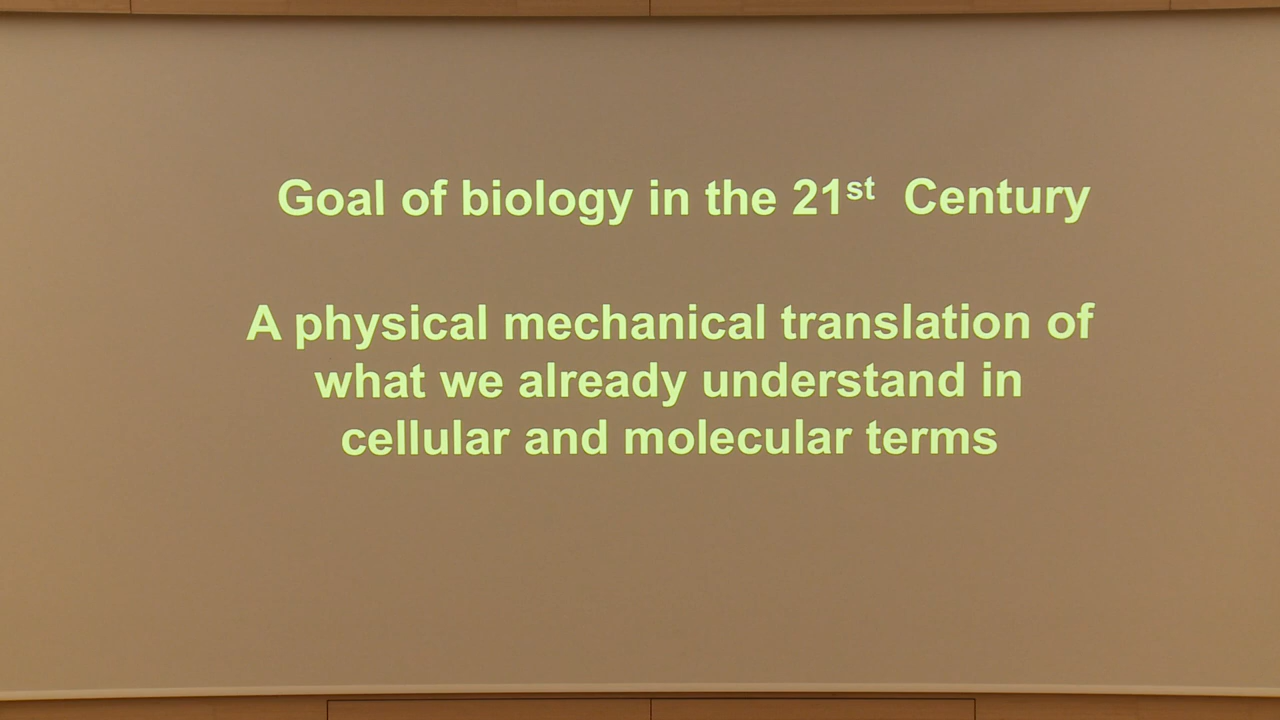 Goal of biology in the 21st Century
A physical mechanical translation of
what we already understand in
cellular and molecular terms